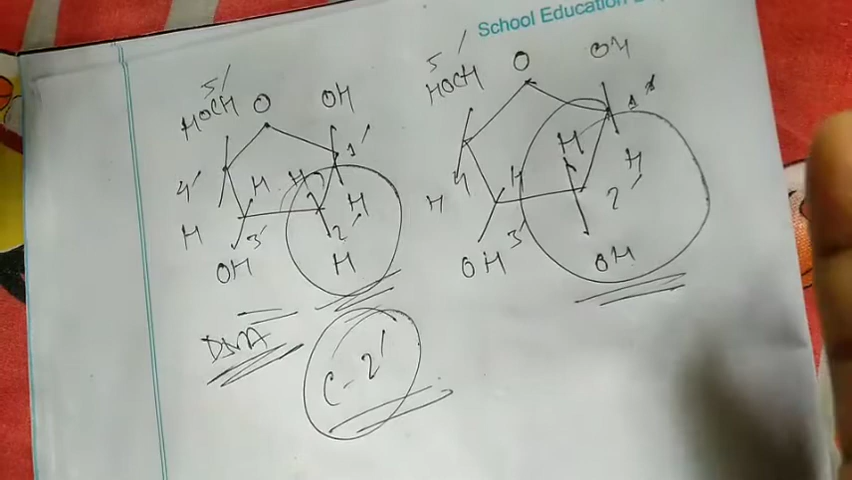 School Education
5'
HOCH
O
OH
1'
4'
H
H
H
H
3'
2'
OH
H
5'
HOCH
O
OH
1'
H
H
4
H
H
2'
3'
OH
OH
DNA
C-2'